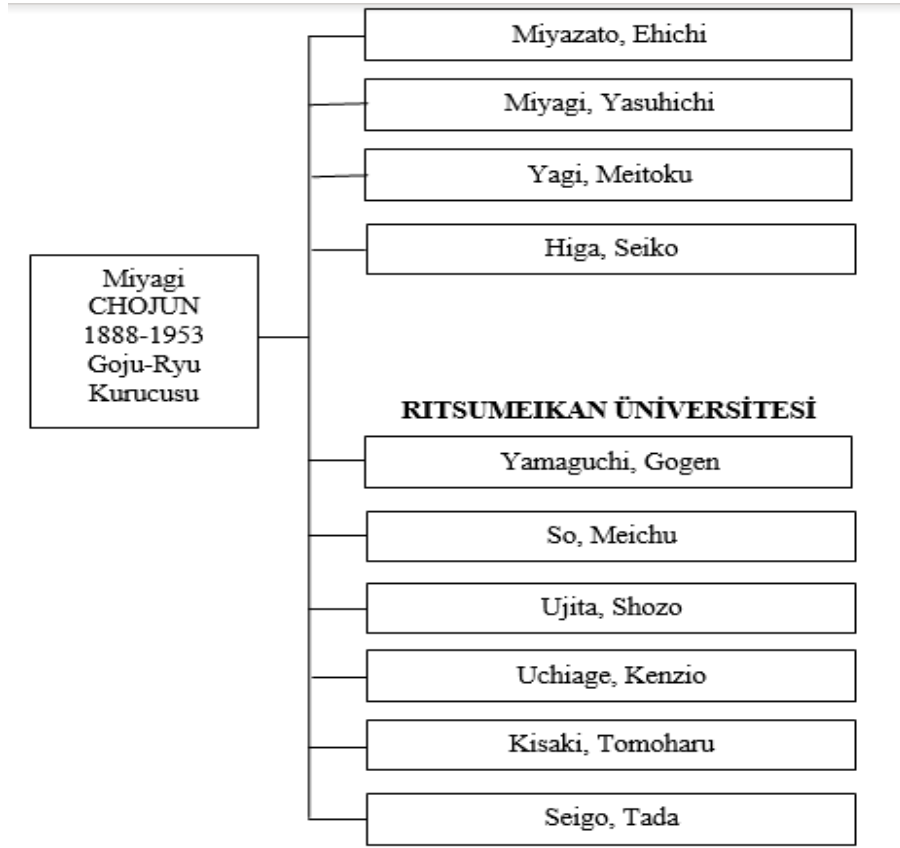 Miyazato, Ehichi
Miyagi, Yasuhichi
Yagi, Meitoku
Higa, Seiko
Miyagi
CHOJUN
1888-1953
Goju-Ryu
Kurucusu
RITSUMEIKAN ÜNİVERSİTESİ
Yamaguchi, Gogen
So, Meichu
Ujita, Shozo
Uchiage, Kenzio
Kisaki, Tomoharu
Seigo, Tada